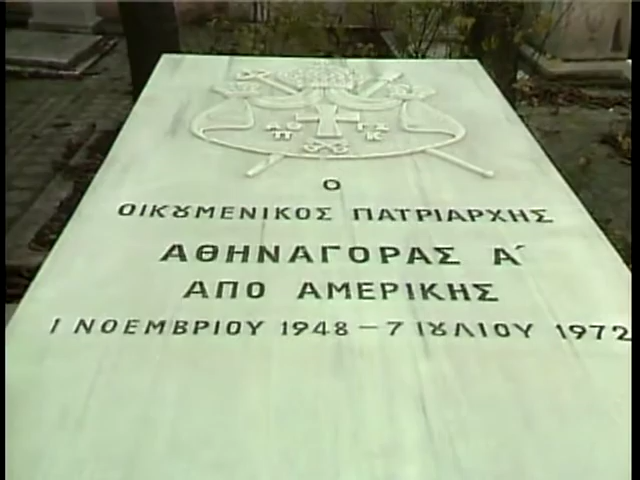 Ο
ΟΙΚȢΜΕΝΙΚΟΣ ΠΑΤΡΙΑΡΧΗΣ
ΑΘΗΝΑΓΟΡΑΣ Α΄
ΑΠΟ ΑΜΕΡΙΚΗΣ
1 ΝΟΕΜΒΡΙΟΥ 1948 – 7 ΙȢΛΙΟΥ 1972